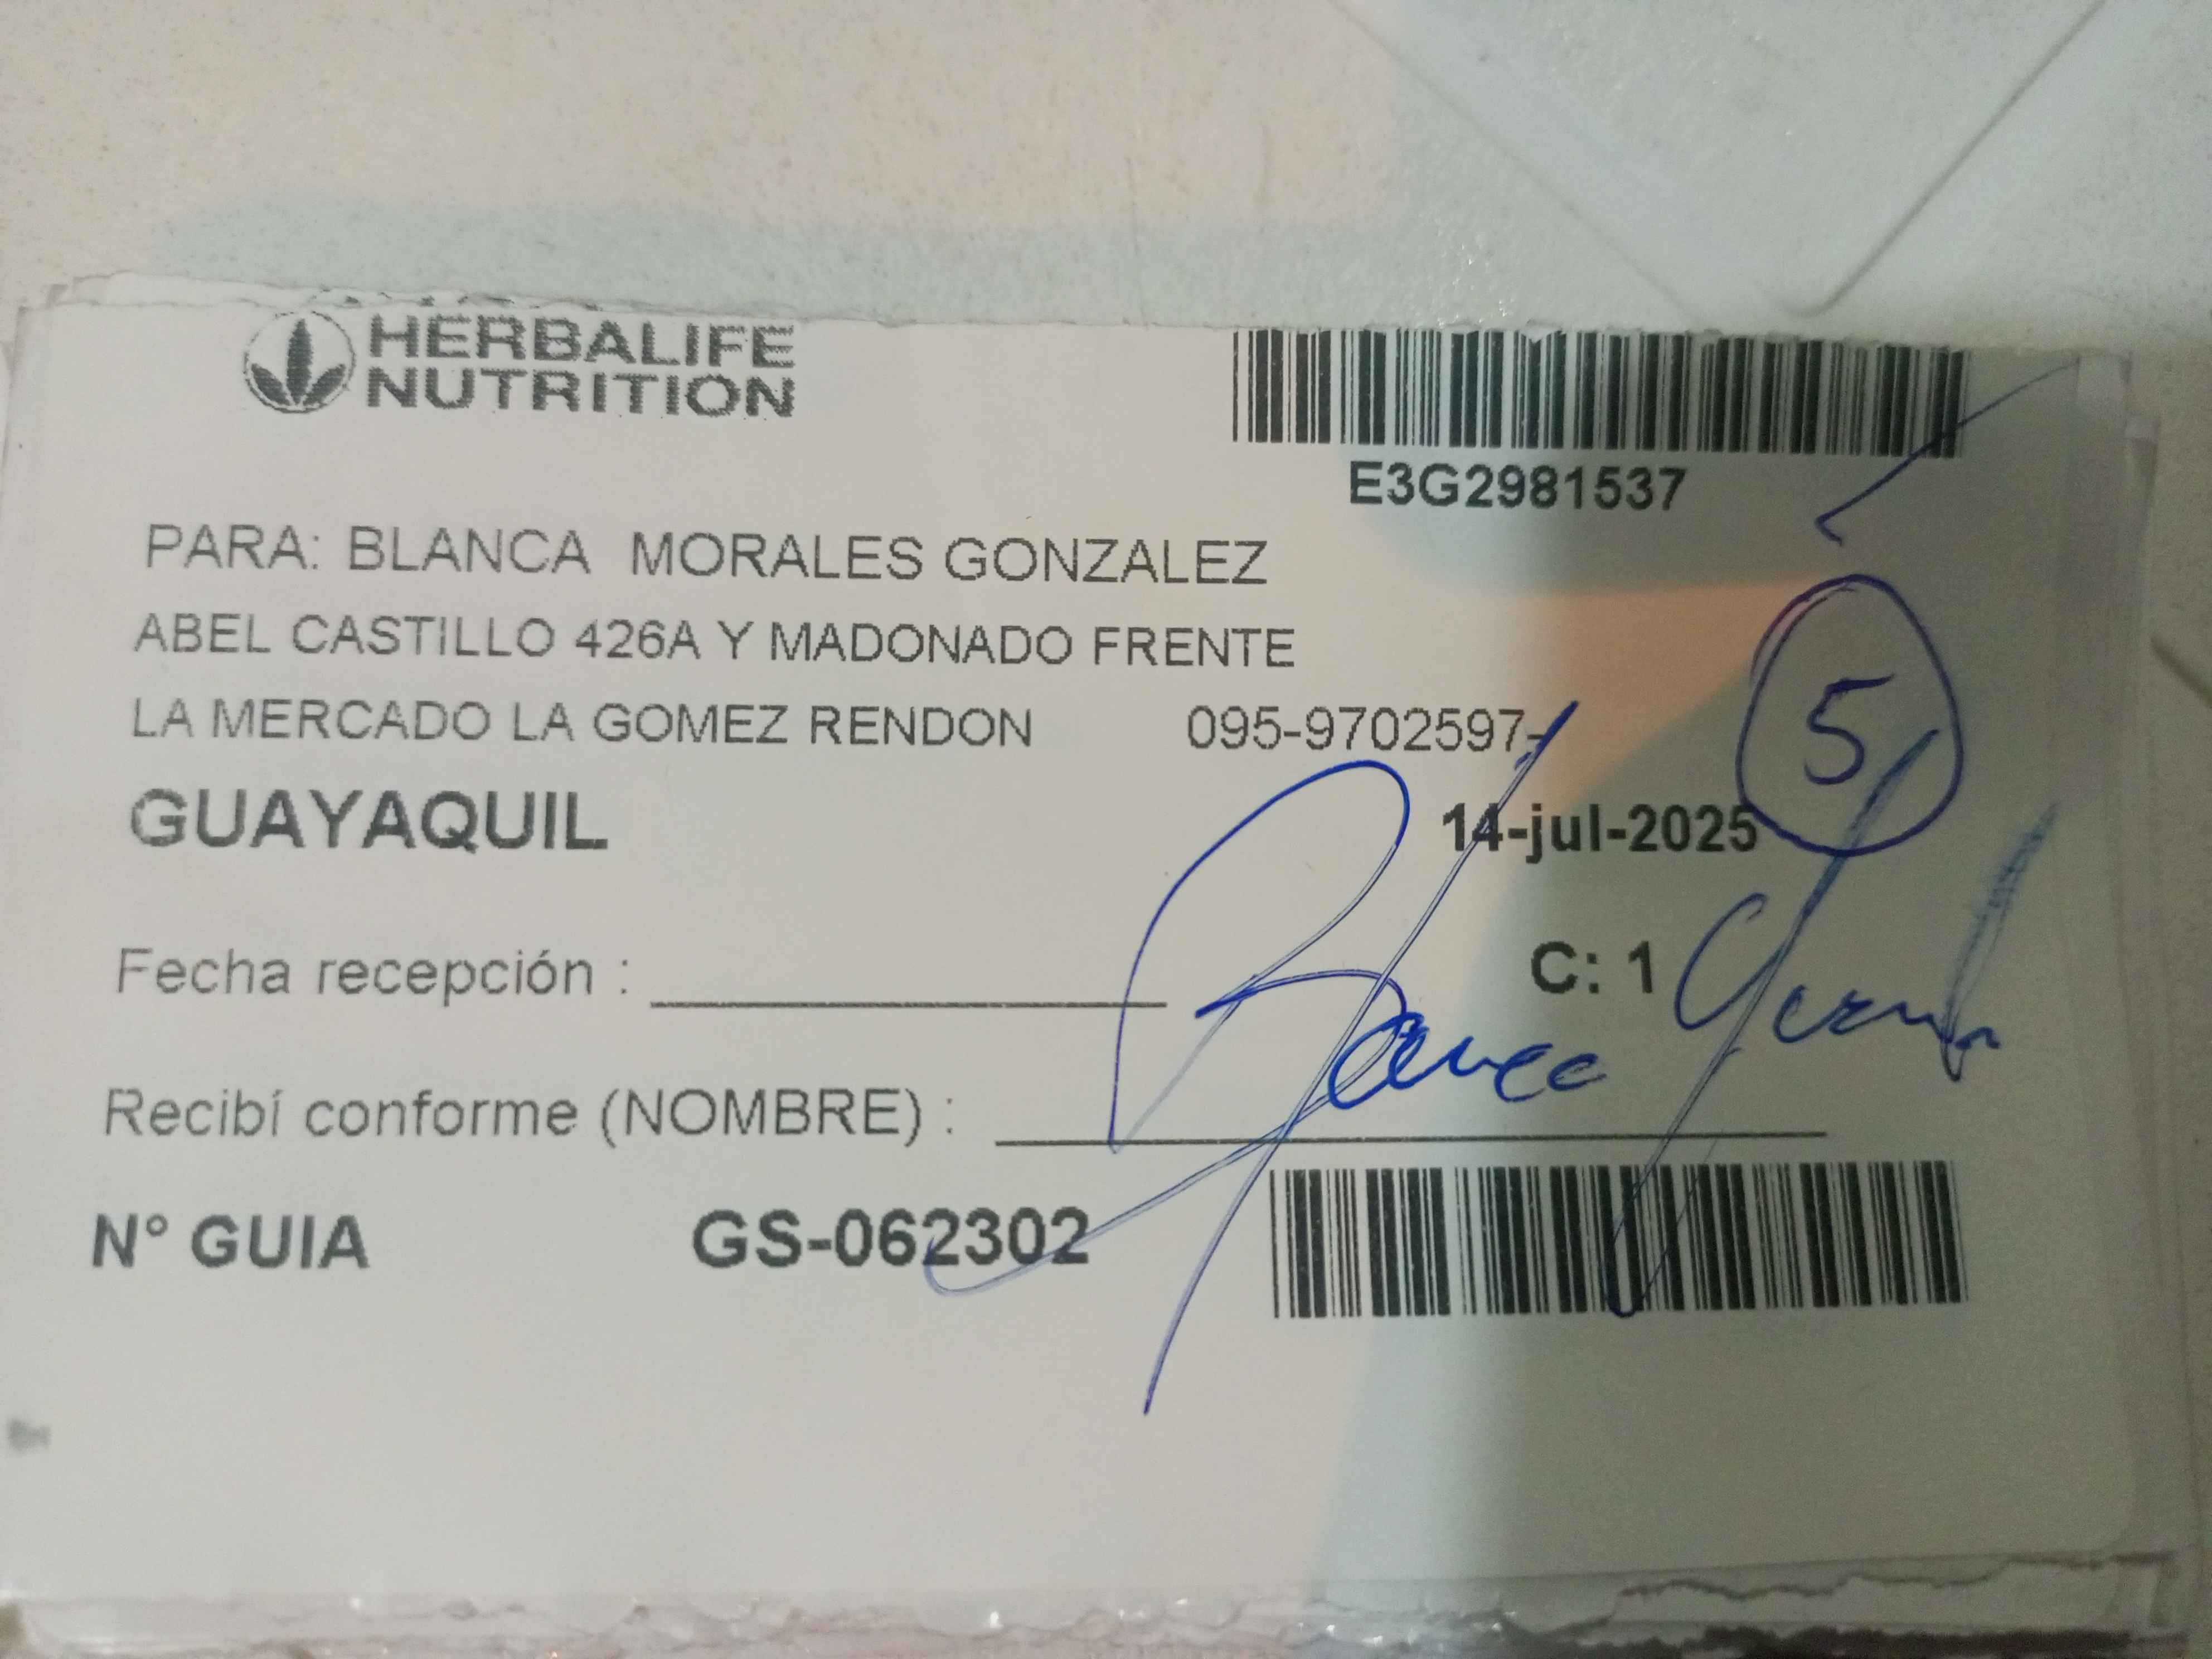 HERBALIFE
NUTRITION
E3G2981537
PARA: BLANCA MORALES GONZALEZ
ABEL CASTILLO 426A Y MADONADO FRENTE
LA MERCADO LA GOMEZ RENDON 095-9702597-
5
GUAYAQUIL
14-jul-2025
Fecha recepción :
C: 1
Recibí conforme (NOMBRE) :
N° GUIA GS-062302